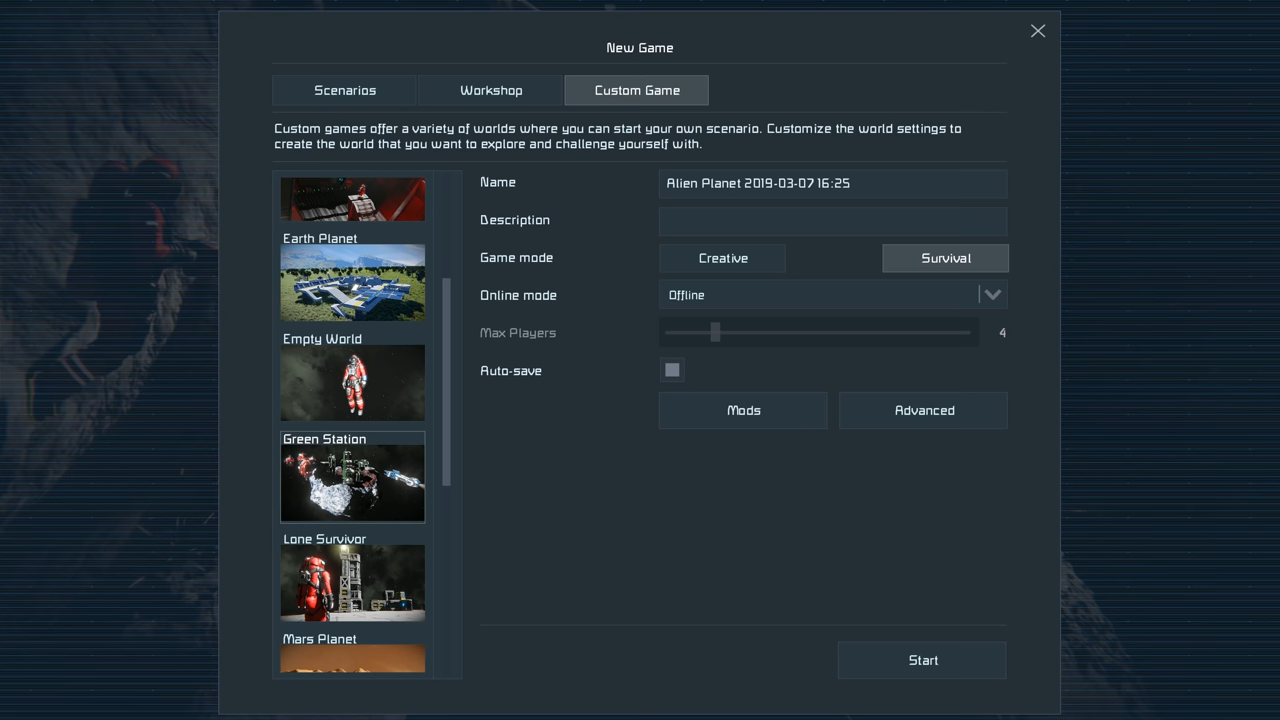 New Game
Scenarios
Workshop
Custom Game
Custom games offer a variety of worlds where you can start your own scenario. Customize the world settings to
create the world that you want to explore and challenge yourself with.
Earth Planet
Empty World
Green Station
Lone Survivor
Mars Planet
Name
Alien Planet 2019-03-07 16:25
Description
Game mode
Creative
Survival
Online mode
Offline
Max Players
4
Auto-save
Mods
Advanced
Start